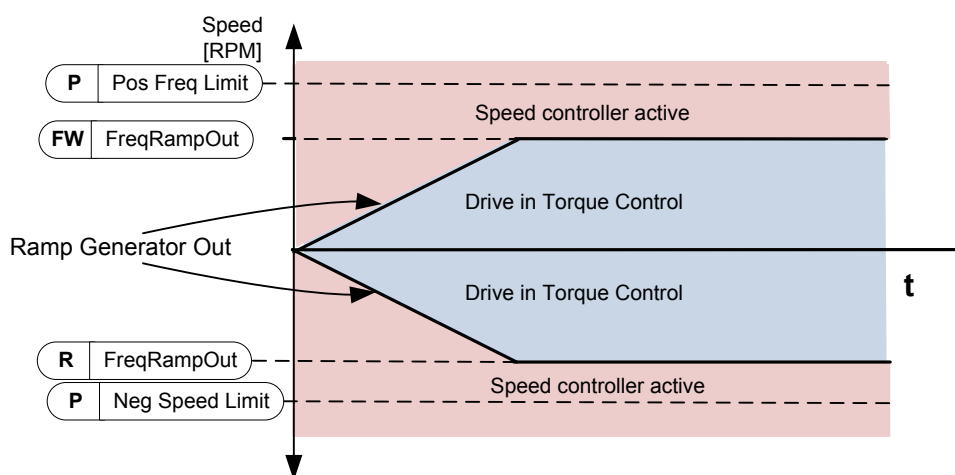 Speed
[RPM]
P Pos Freq Limit
Speed controller active
FW FreqRampOut
Drive in Torque Control
Ramp Generator Out
t
Drive in Torque Control
R FreqRampOut
Speed controller active
P Neg Speed Limit